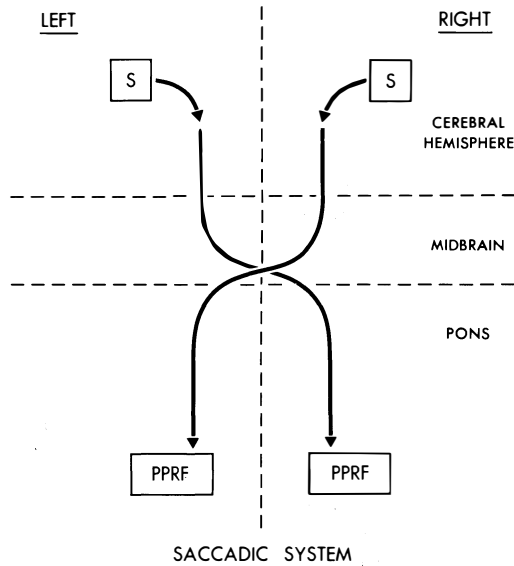 LEFT
RIGHT
S
S
CEREBRAL
HEMISPHERE
MIDBRAIN
PONS
PPRF
PPRF
SACCADIC SYSTEM